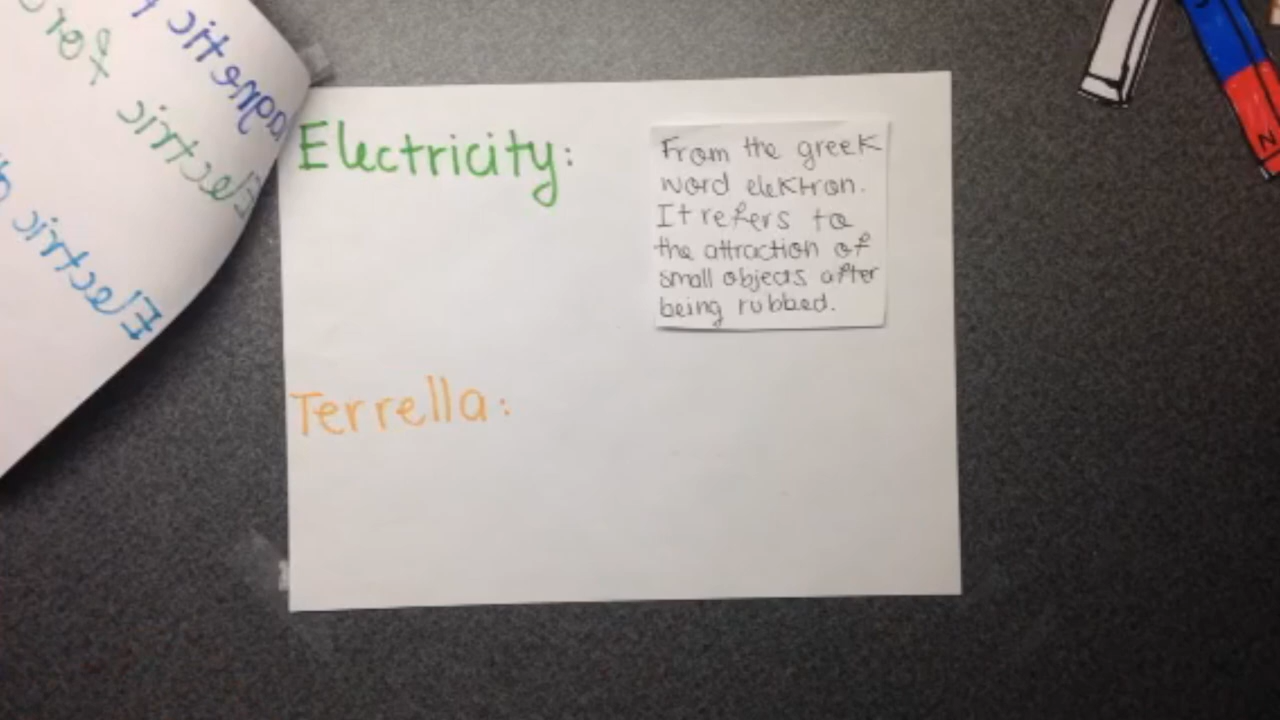 Electricity:
From the greek
word elektron.
It refers to
the attraction of
small objects after
being rubbed.
Terrella:
Electric for
Electric
N